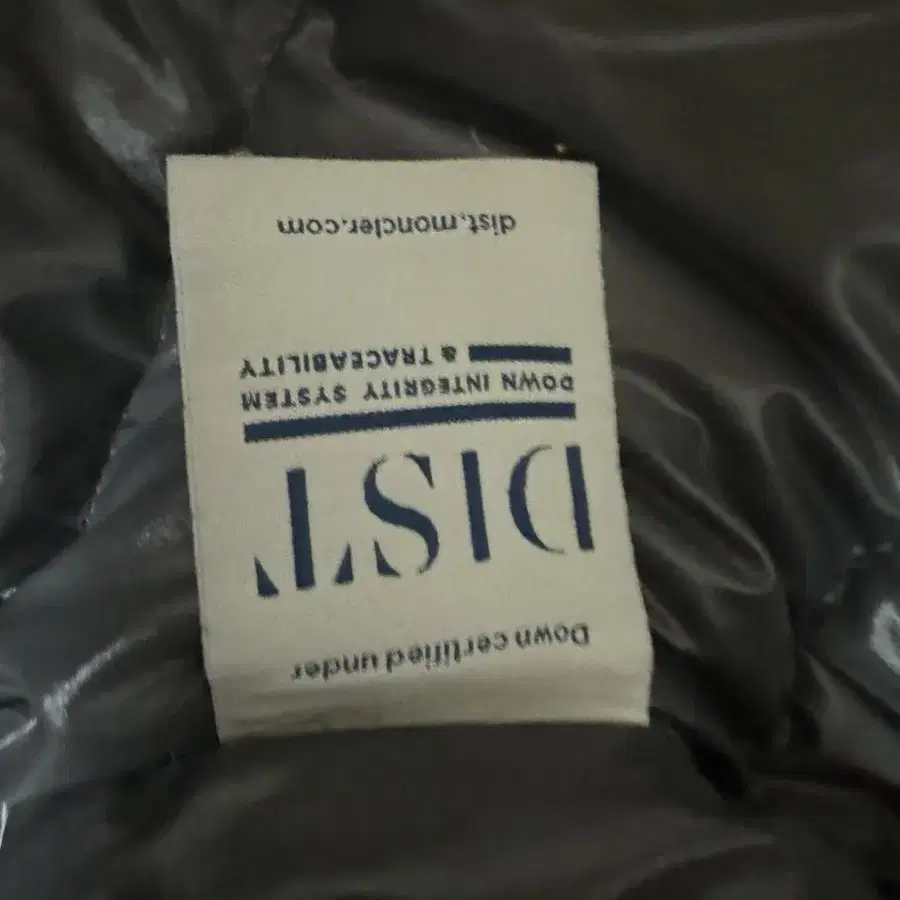 Down certified under
DIST
DOWN INTEGRITY SYSTEM
& TRACEABILITY
dist.moncler.com